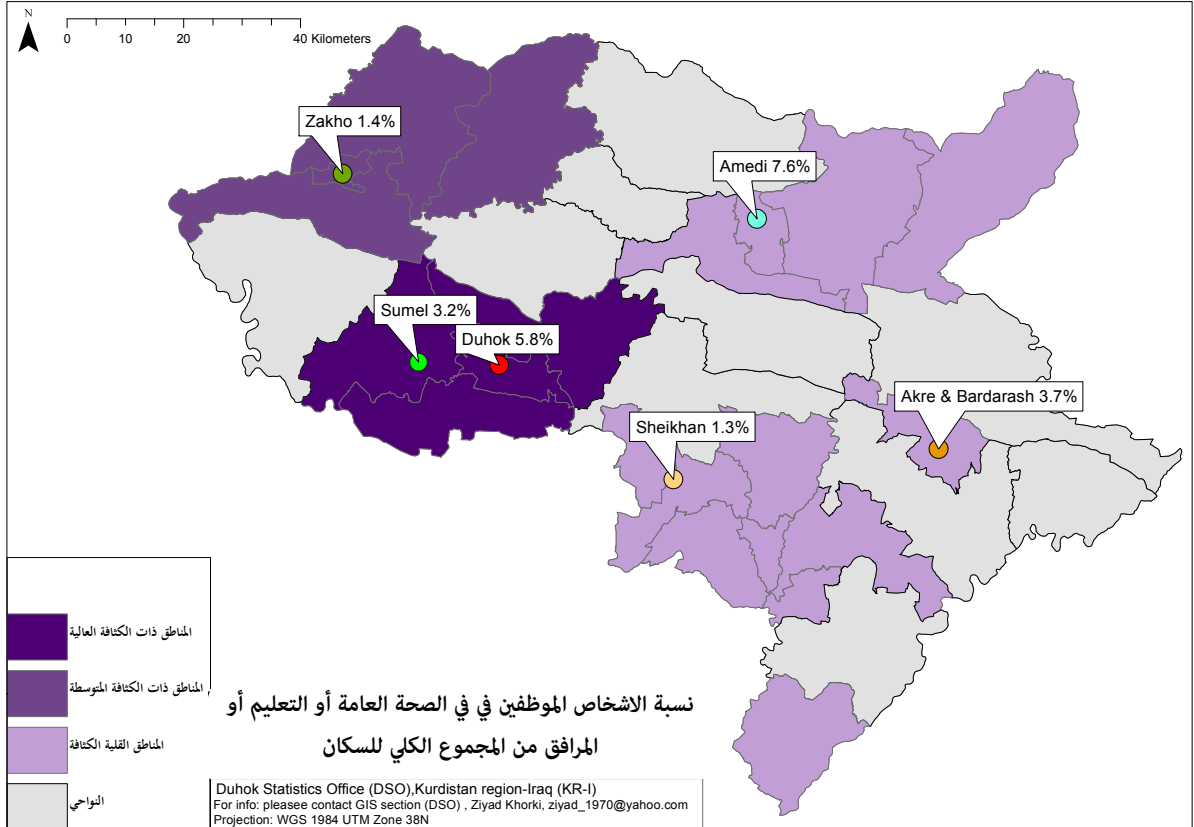 N
0 10 20 40 Kilometers
Zakho 1.4%
Amedi 7.6%
Sumel 3.2%
Duhok 5.8%
Akre & Bardarash 3.7%
Sheikhan 1.3%
المناطق ذات الكثافة العالية
المناطق ذات الكثافة المتوسطة
المناطق القلية الكثافة
النواحي
نسبة الاشخاص الموظفين في في الصحة العامة أو التعليم أو
المرافق من المجموع الكلي للسكان
Duhok Statistics Office (DSO),Kurdistan region-Iraq (KR-I)
For info: pleasee contact GIS section (DSO) , Ziyad Khorki, ziyad_1970@yahoo.com
Projection: WGS 1984 UTM Zone 38N